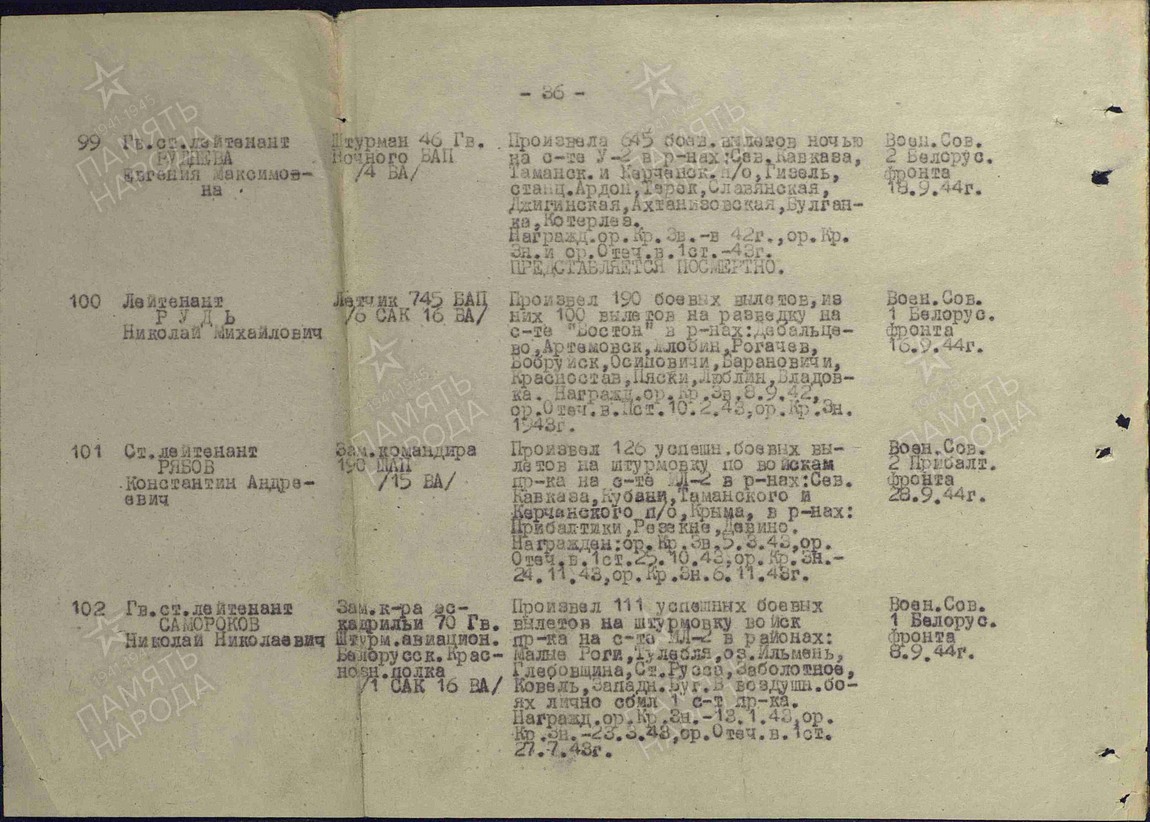 - 36 -
99 Гв.ст.лейтенант
РУДНЕВА
Евгения Максимов-
на
Штурман 46 Гв.
Ночного БАП
/4 ВА/
Произвела 645 боев.вылетов ночью
на с-те У-2 в р-нах:Сев.Кавказа,
Таманск.и Керченск.п/о,Гизель,
станц.Ардон,Терек,Славянская,
Джигинская,Ахтанизовская,Булган-
ка,Котерлез.
Награжд.ор.Кр.Зв.-в 42г.,ор.Кр.
Зн.и ор.Отеч.в.1ст.-43г.
ПРЕДСТАВЛЯЕТСЯ ПОСМЕРТНО.
Воен.Сов.
2 Белорус.
фронта
18.9.44г.
100 Лейтенант
РУДЬ
Николай Михайлович
Летчик 745 БАП
/6 САК 16 ВА/
Произвел 190 боевых вылетов,из
них 100 вылетов на разведку на
с-те "Бостон" в р-нах:Дебальце-
во,Артемовск,Жлобин,Рогачев,
Бобруйск,Осиповичи,Барановичи,
Красностав,Пяски,Люблин,Владов-
ка. Награжд.ор.Кр.Зв.8.9.42,
ор.Отеч.в.Пст.10.2.43,ор.Кр.Зн.
1943г.
Воен.Сов.
1 Белорус.
фронта
16.9.44г.
101 Ст.лейтенант
РЯБОВ
Константин Андре-
евич
Зам.командира
190 ШАП
/15 ВА/
Произвел 126 успешн.боевых вы-
летов на штурмовку по войскам
пр-ка на с-те ИЛ-2 в р-нах:Сев.
Кавказа,Кубани,Таманского и
Керчанского п/о,Крыма, в р-нах:
Прибалтики,Резекне,Девино.
Награжден:ор.Кр.Зв.5.3.43,ор.
Отеч.в.1ст.25.10.43,ор.Кр.Зн.-
24.11.43,ор.Кр.Зн.6.11.43г.
Воен.Сов.
2 Прибалт.
фронта
28.9.44г.
102 Гв.ст.лейтенант
САМОРОКОВ
Николай Николаевич
Зам.к-ра эс-
кадрильи 70 Гв.
Штурм.авиацион.
Белорусск.Крас-
нозн.полка
/1 САК 16 ВА/
Произвел 111 успешных боевых
вылетов на штурмовку войск
пр-ка на с-те ИЛ-2 в районах:
Малые Роги,Тулебля,оз.Ильмень,
Глебовщина,Ст.Русса,Заболотное,
Ковель,Западн.Буг.В воздушн.бо-
ях лично сбил 1 с-т пр-ка.
Награжд.ор.Кр.Зн.-13.1.43,ор.
Кр.Зн.-23.3.43,ор.Отеч.в.1ст.
27.7.43г.
Воен.Сов.
1 Белорус.
фронта
8.9.44г.
1941-1945
ПАМЯТЬ
НАРОДА